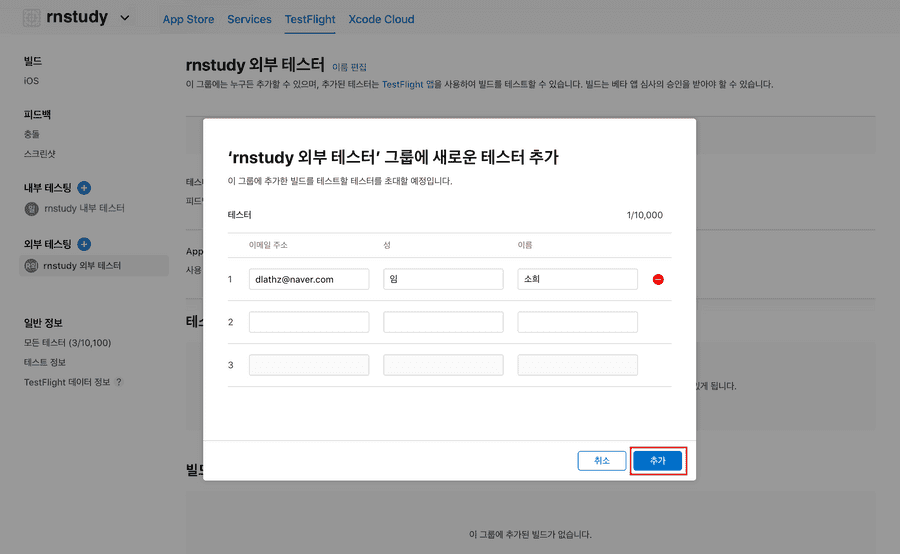 rnstudy
App Store Services TestFlight Xcode Cloud
빌드
iOS
피드백
충돌
스크린샷
내부 테스팅
rnstudy 내부 테스터
외부 테스팅
rnstudy 외부 테스터
일반 정보
모든 테스터 (3/10,100)
테스트 정보
TestFlight 데이터 정보 ?
rnstudy 외부 테스터 이름 편집
이 그룹에는 누구든 추가할 수 있으며, 추가된 테스터는 TestFlight 앱을 사용하여 빌드를 테스트할 수 있습니다. 빌드는 베타 앱 심사의 승인을 받아야 할 수 있습니다.
피드
App
사용
‘rnstudy 외부 테스터’ 그룹에 새로운 테스터 추가
이 그룹에 추가한 빌드를 테스트할 테스터를 초대할 예정입니다.
테스터 1/10,000
이메일 주소 성 이름
1 dlathz@naver.com 임 소희
2
3
취소 추가
있게 됩니다.
빌드
이 그룹에 추가된 빌드가 없습니다.